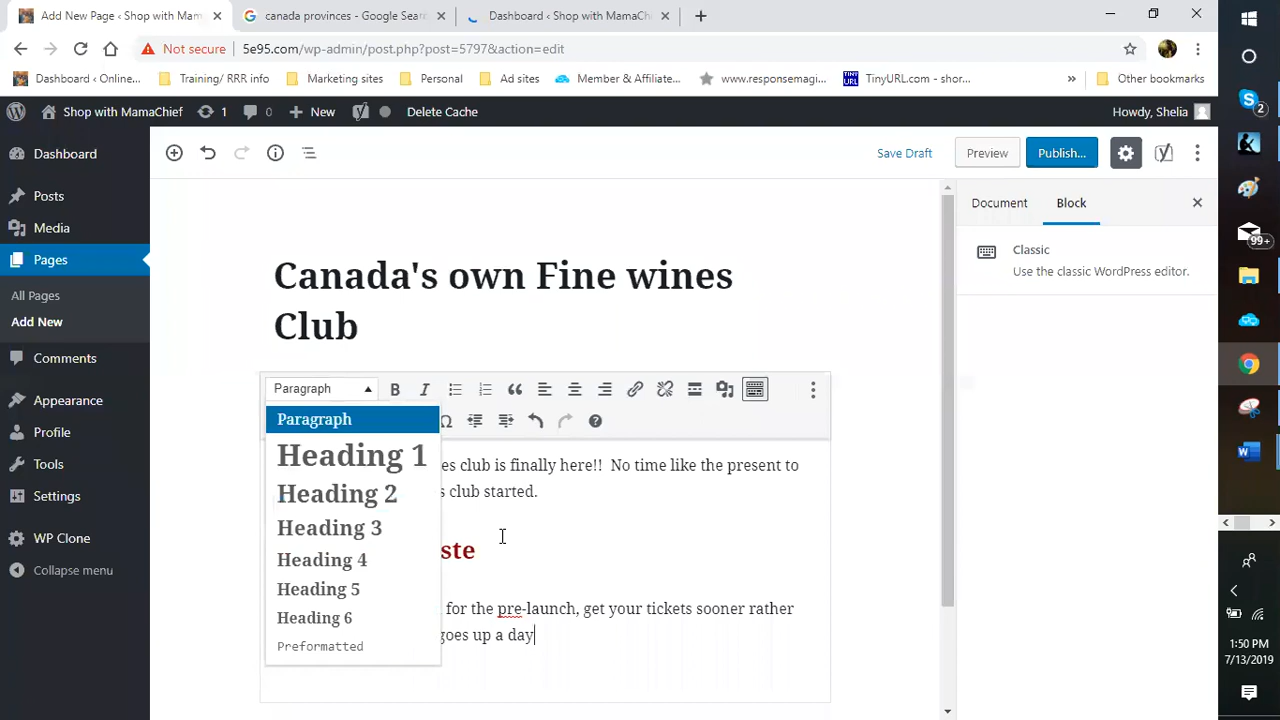 Add New Page ‹ Shop with Mam
canada provinces - Google Sear
Dashboard ‹ Shop with MamaChie
Not secure 5e95.com/wp-admin/post.php?post=5797&action=edit
Dashboard ‹ Online... Training/ RRR info Marketing sites Personal Ad sites Member & Affiliate... www.responsemagi... TINY URL TinyURL.com - shor... » Other bookmarks
Shop with MamaChief 1 0 New Delete Cache Howdy, Shelia
Dashboard
Posts
Media
Pages
All Pages
Add New
Comments
Appearance
Profile
Tools
Settings
WP Clone
Collapse menu
Save Draft Preview Publish...
Canada's own Fine wines
Club
Paragraph
Paragraph
Heading 1
Heading 2
Heading 3
Heading 4
Heading 5
Heading 6
Preformatted
es club is finally here!! No time like the present to
s club started.
ste
for the pre-launch, get your tickets sooner rather
goes up a day
Document Block
Classic
Use the classic WordPress editor.
2
99+
1:50 PM
7/13/2019